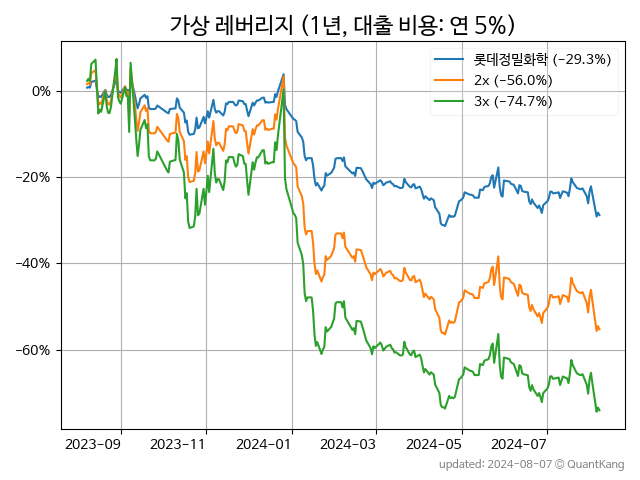 가상 레버리지 (1년, 대출 비용: 연 5%)
롯데정밀화학 (−29.3%)
2x (−56.0%)
3x (−74.7%)
0%
−20%
−40%
−60%
2023-09 2023-11 2024-01 2024-03 2024-05 2024-07
updated: 2024-08-07 © QuantKang